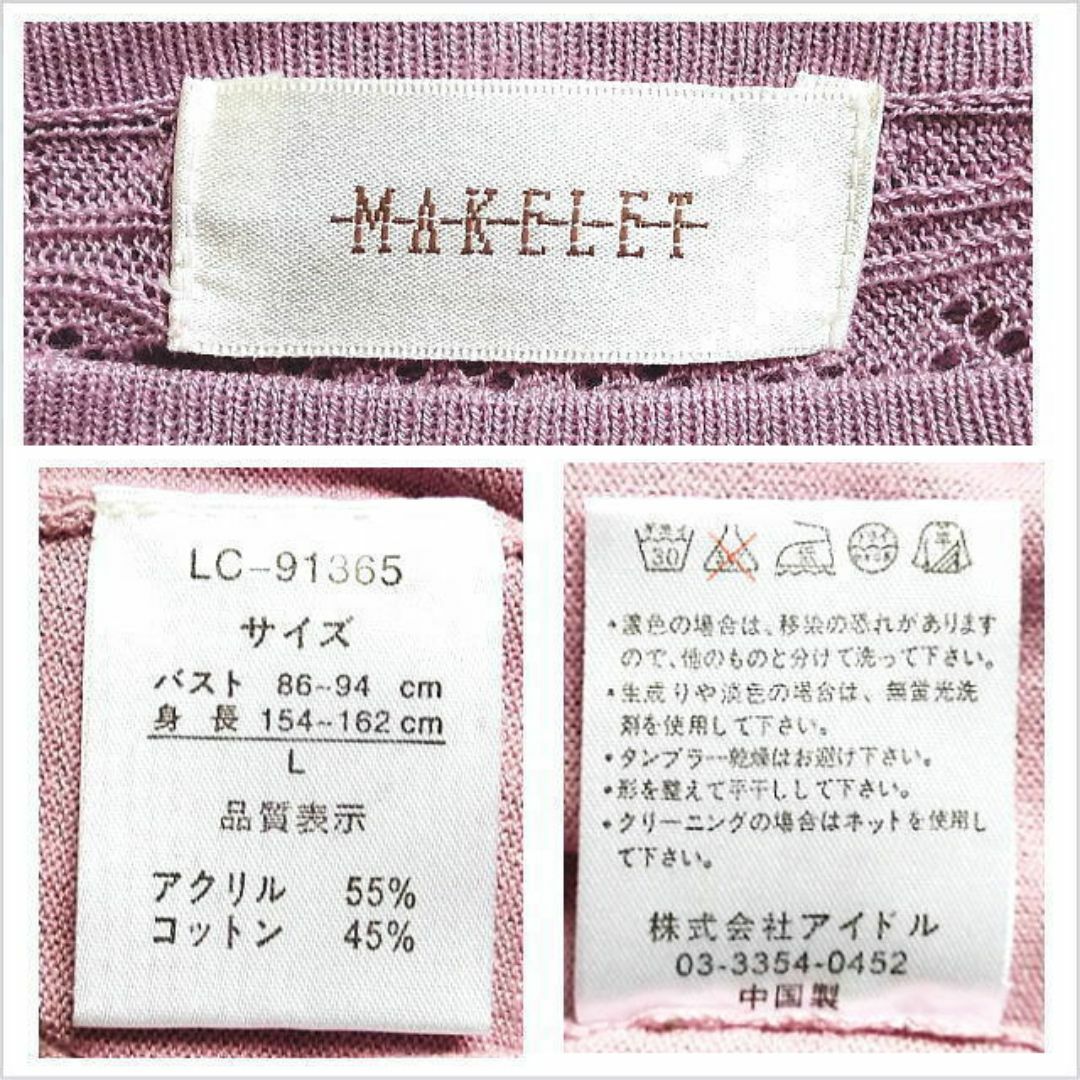 MAKELET
LC-91365
サイズ
バスト 86~94 cm
身 長 154~162 cm
L
品質表示
アクリル 55%
コットン 45%
30
・濃色の場合は、移染の恐れがあります
ので、他のものと分けて洗って下さい。
・生成りや淡色の場合は、無蛍光洗
剤を使用して下さい。
・タンブラー乾燥はお避け下さい。
・形を整えて平干しして下さい。
・クリーニングの場合はネットを使用し
て下さい。
株式会社アイドル
03-3354-0452
中国製